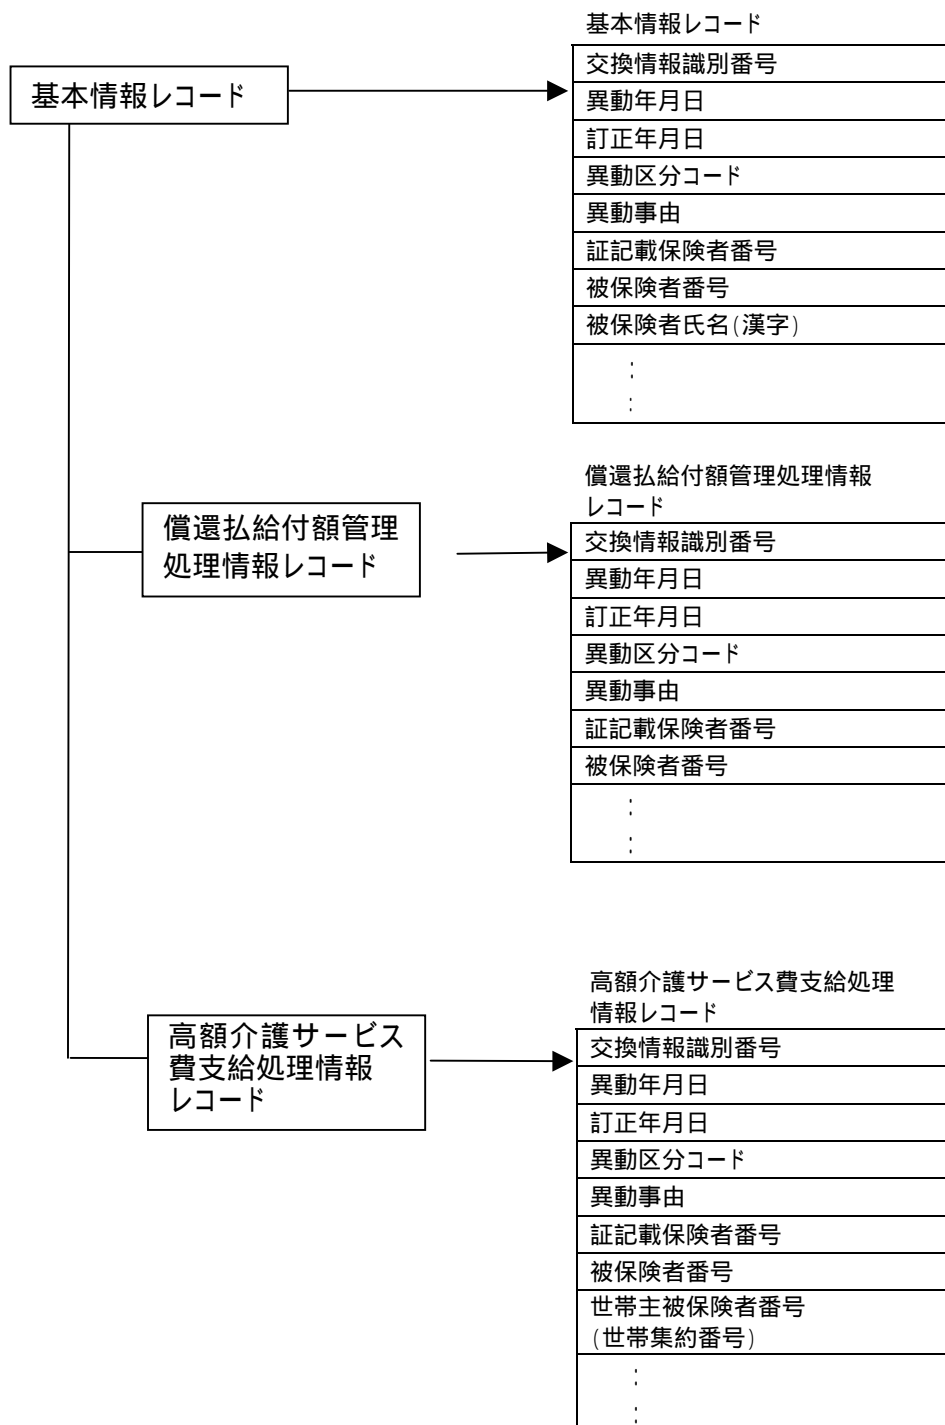 基本情報レコード
基本情報レコード
交換情報識別番号
異動年月日
訂正年月日
異動区分コード
異動事由
証記載保険者番号
被保険者番号
被保険者氏名(漢字)
:
:
償還払給付額管理
処理情報レコード
償還払給付額管理処理情報
レコード
交換情報識別番号
異動年月日
訂正年月日
異動区分コード
異動事由
証記載保険者番号
被保険者番号
:
:
高額介護サービス
費支給処理情報
レコード
高額介護サービス費支給処理
情報レコード
交換情報識別番号
異動年月日
訂正年月日
異動区分コード
異動事由
証記載保険者番号
被保険者番号
世帯主被保険者番号
(世帯集約番号)
:
: